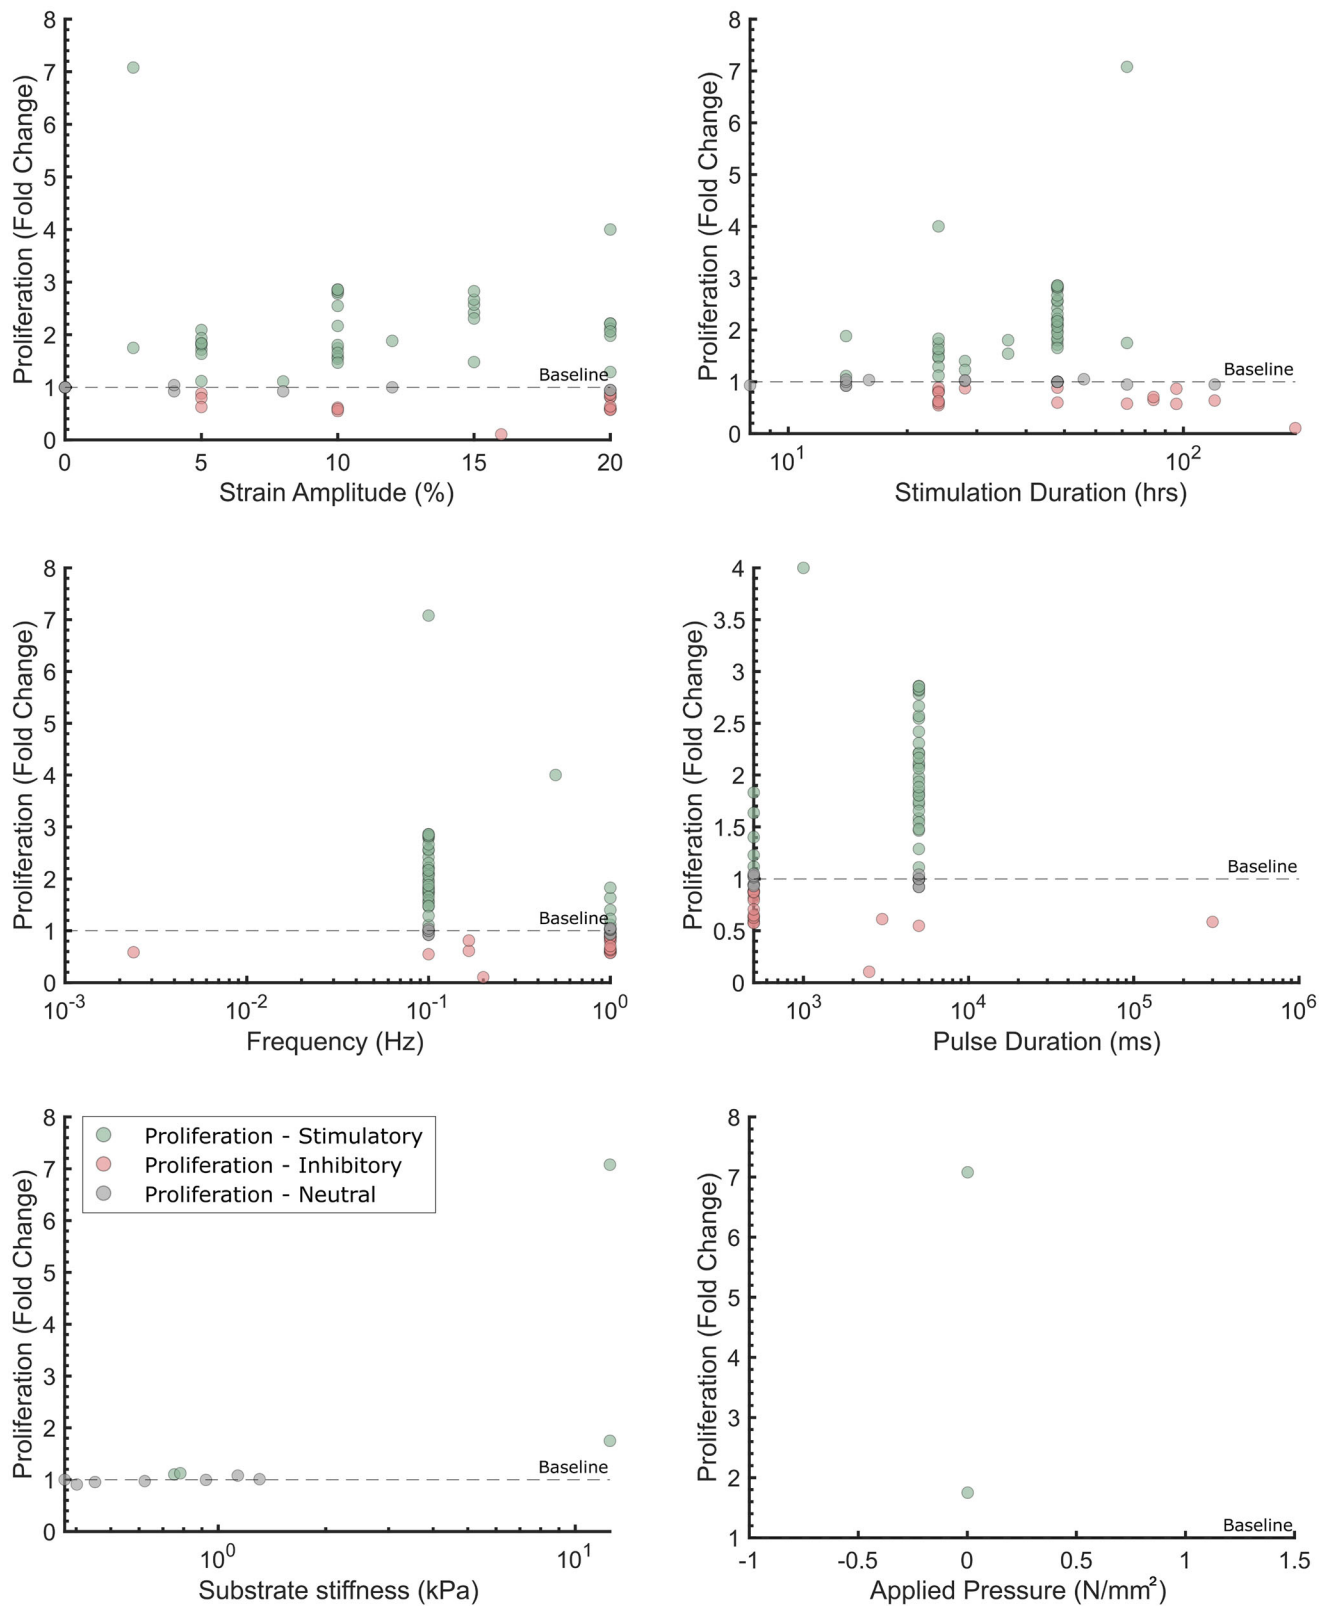 8
7
6
5
4
3
2
1
0
Proliferation (Fold Change)
Baseline
0 5 10 15 20
Strain Amplitude (%)
8
7
6
5
4
3
2
1
0
Proliferation (Fold Change)
Baseline
10¹ 10²
Stimulation Duration (hrs)
8
7
6
5
4
3
2
1
0
Proliferation (Fold Change)
Baseline
10⁻³ 10⁻² 10⁻¹ 10⁰
Frequency (Hz)
4
3.5
3
2.5
2
1.5
1
0.5
0
Proliferation (Fold Change)
Baseline
10³ 10⁴ 10⁵ 10⁶
Pulse Duration (ms)
8
7
6
5
4
3
2
1
0
Proliferation (Fold Change)
Proliferation - Stimulatory
Proliferation - Inhibitory
Proliferation - Neutral
Baseline
10⁰ 10¹
Substrate stiffness (kPa)
8
7
6
5
4
3
2
1
Proliferation (Fold Change)
Baseline
-1 -0.5 0 0.5 1 1.5
Applied Pressure (N/mm²)